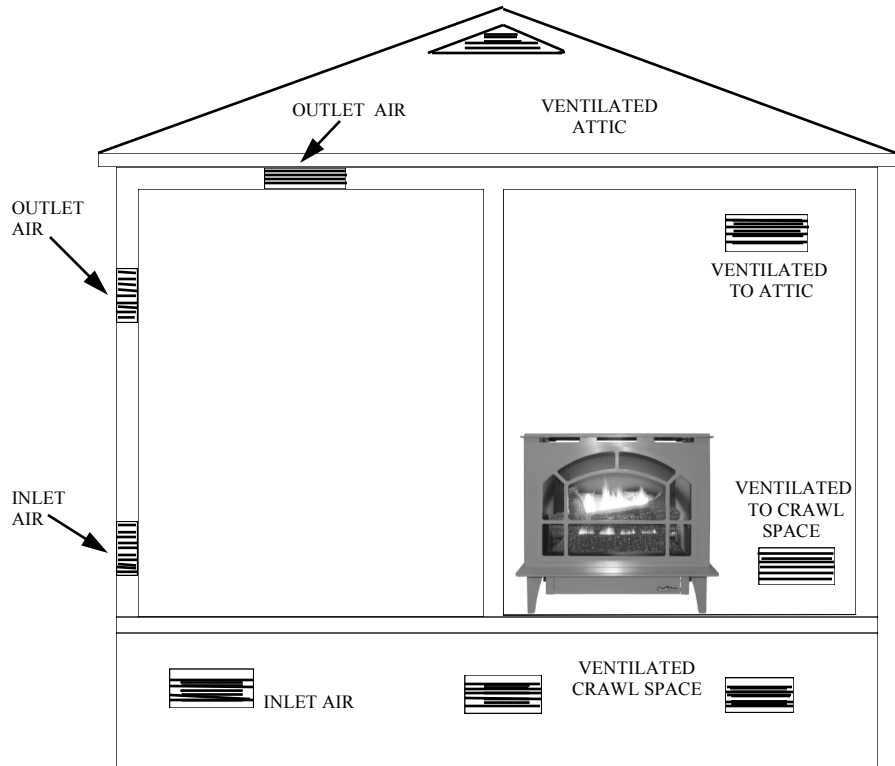 OUTLET AIR
VENTILATED
ATTIC
OUTLET
AIR
VENTILATED
TO ATTIC
INLET
AIR
VENTILATED
TO CRAWL
SPACE
INLET AIR
VENTILATED
CRAWL SPACE